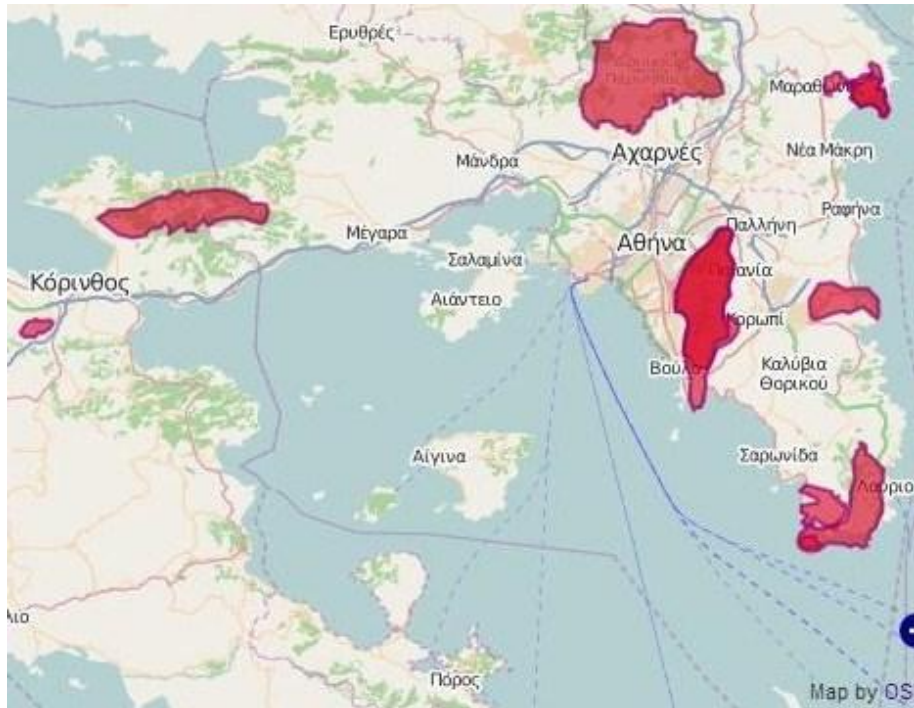 Ερυθρές
Μαραθώνας
Αχαρνές
Νέα Μάκρη
Μάνδρα
Ραφήνα
Παλλήνη
Μέγαρα
Αθήνα
Σαλαμίνα
Παιανία
Κόρινθος
Αιάντειο
Κορωπί
Βούλα
Καλύβια
Θορικού
Αίγινα
Σαρωνίδα
Λαύριο
λιο
Πόρος
Map by OS